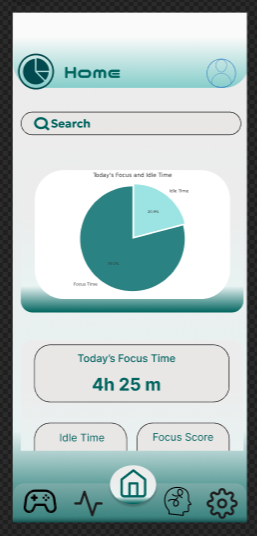 Home
Search
Today's Focus and Idle Time
Idle Time
Focus Time
Today's Focus Time
4h 25 m
Idle Time
Focus Score